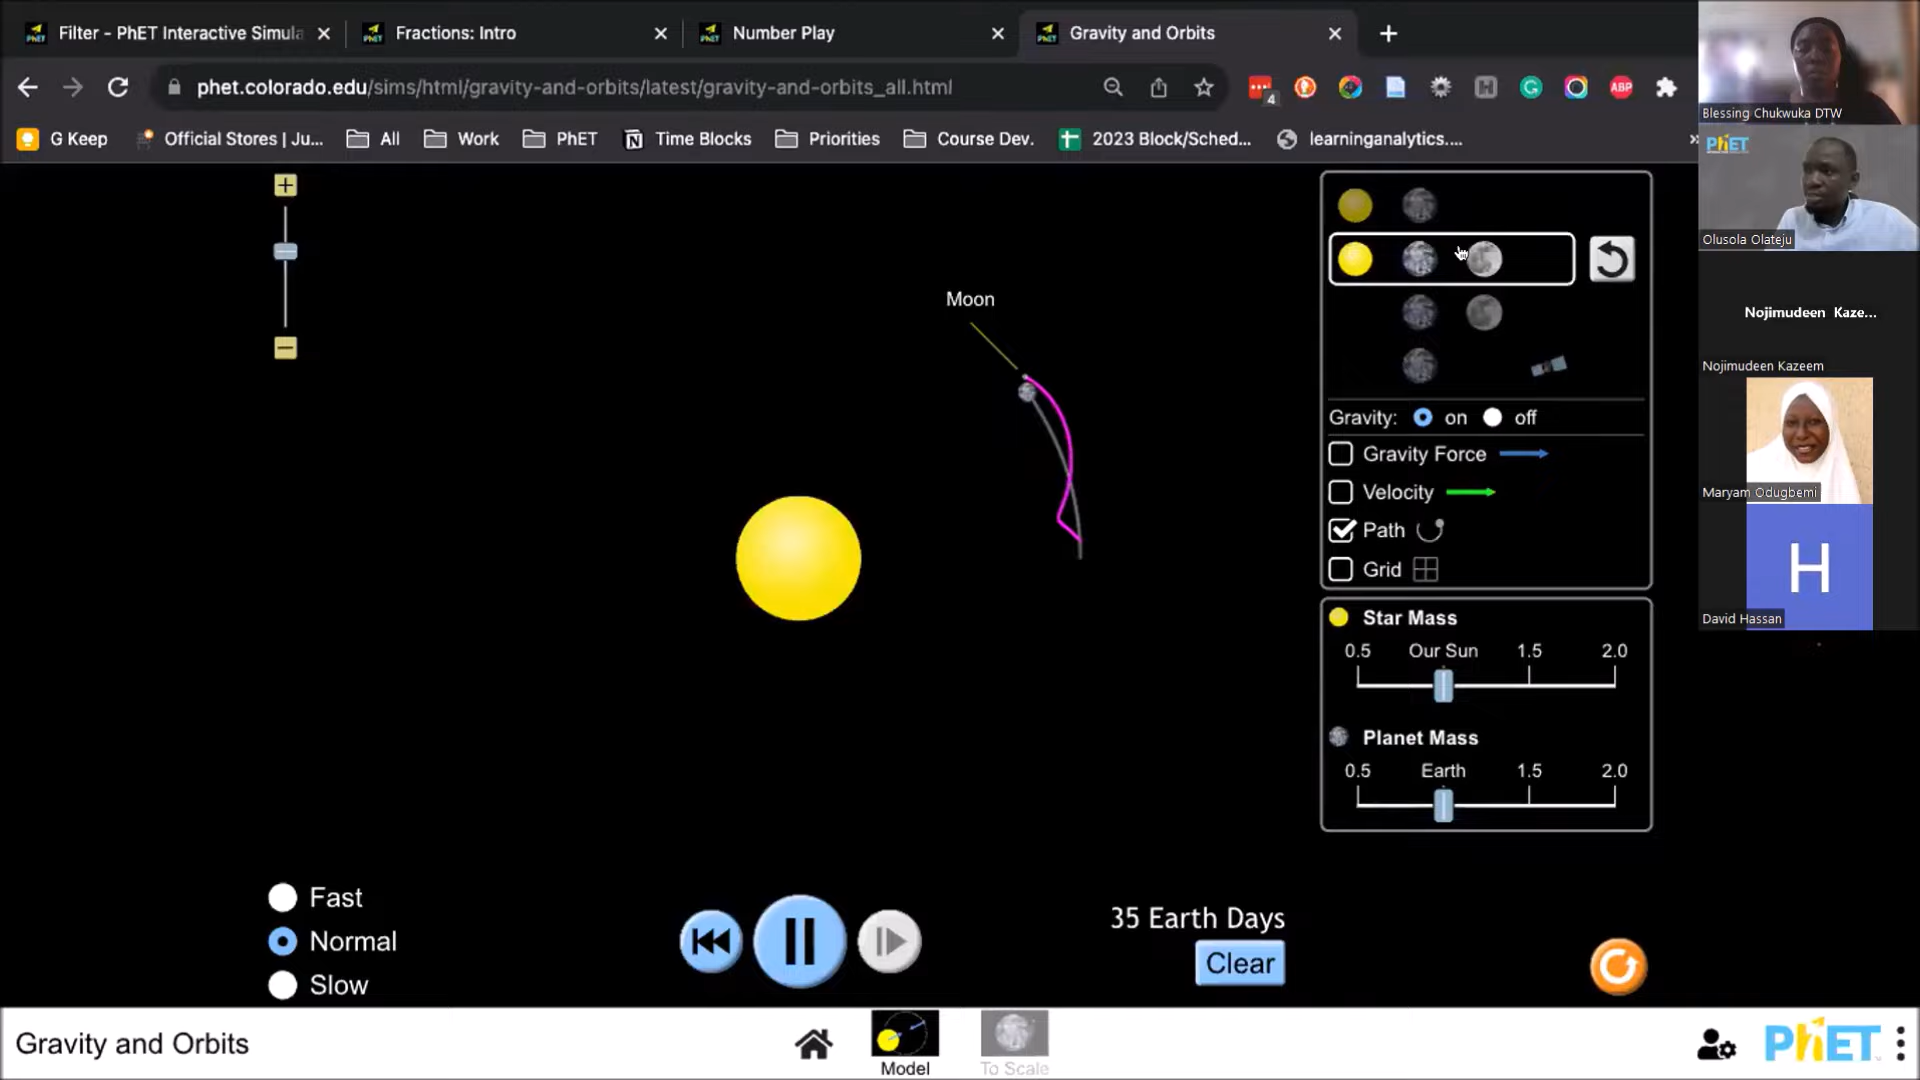 Filter - PhET Interactive Simula
Fractions: Intro
Number Play
Gravity and Orbits
phet.colorado.edu/sims/html/gravity-and-orbits/latest/gravity-and-orbits_all.html
4
ABP
G Keep
Official Stores | Ju...
All
Work
PhET
Time Blocks
Priorities
Course Dev.
2023 Block/Sched...
learninganalytics....
»
Blessing Chukwuka DTW
PhET
Olusola Olateju
Nojimudeen Kaze...
Nojimudeen Kazeem
Maryam Odugbemi
H
David Hassan
Moon
Gravity:
on
off
Gravity Force
Velocity
Path
Grid
Star Mass
0.5
Our Sun
1.5
2.0
Planet Mass
0.5
Earth
1.5
2.0
Fast
Normal
Slow
35 Earth Days
Clear
Gravity and Orbits
Model
To Scale
PhET